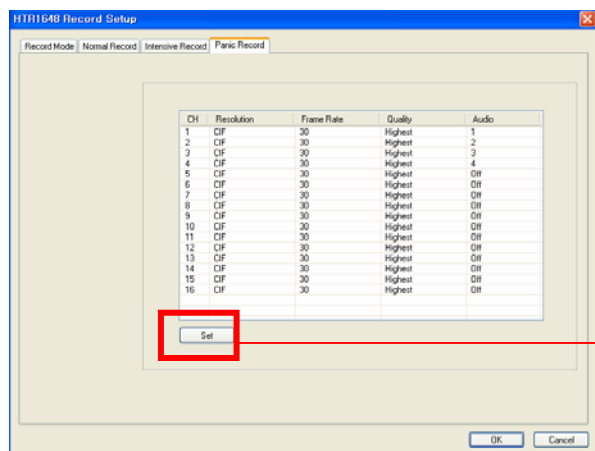 HTR1648 Record Setup
Record Mode Normal Record Intensive Record Panic Record
CH Resolution Frame Rate Quality Audio
1 CIF 30 Highest 1
2 CIF 30 Highest 2
3 CIF 30 Highest 3
4 CIF 30 Highest 4
5 CIF 30 Highest Off
6 CIF 30 Highest Off
7 CIF 30 Highest Off
8 CIF 30 Highest Off
9 CIF 30 Highest Off
10 CIF 30 Highest Off
11 CIF 30 Highest Off
12 CIF 30 Highest Off
13 CIF 30 Highest Off
14 CIF 30 Highest Off
15 CIF 30 Highest Off
16 CIF 30 Highest Off
Set
OK Cancel